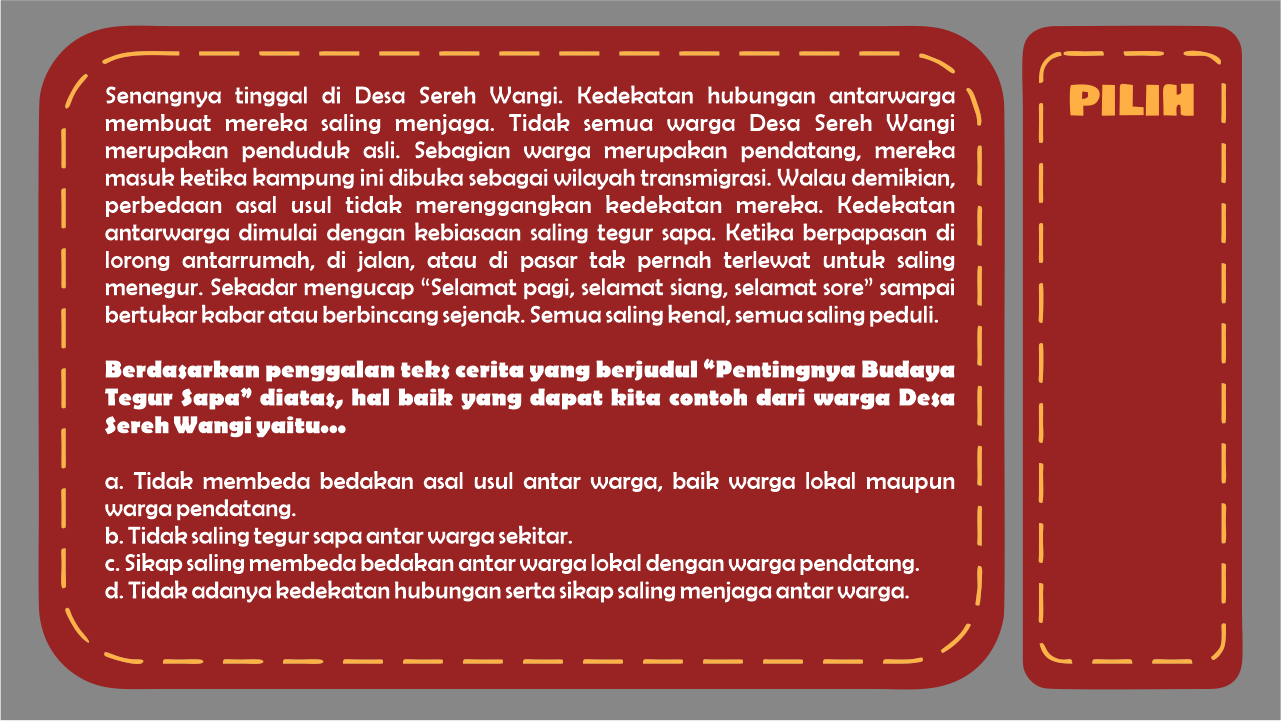 Senangnya tinggal di Desa Sereh Wangi. Kedekatan hubungan antarwarga
membuat mereka saling menjaga. Tidak semua warga Desa Sereh Wangi
merupakan penduduk asli. Sebagian warga merupakan pendatang, mereka
masuk ketika kampung ini dibuka sebagai wilayah transmigrasi. Walau demikian,
perbedaan asal usul tidak merenggangkan kedekatan mereka. Kedekatan
antarwarga dimulai dengan kebiasaan saling tegur sapa. Ketika berpapasan di
lorong antarrumah, di jalan, atau di pasar tak pernah terlewat untuk saling
menegur. Sekadar mengucap “Selamat pagi, selamat siang, selamat sore” sampai
bertukar kabar atau berbincang sejenak. Semua saling kenal, semua saling peduli.
Berdasarkan penggalan teks cerita yang berjudul “Pentingnya Budaya
Tegur Sapa” diatas, hal baik yang dapat kita contoh dari warga Desa
Sereh Wangi yaitu...
a. Tidak membeda bedakan asal usul antar warga, baik warga lokal maupun
warga pendatang.
b. Tidak saling tegur sapa antar warga sekitar.
c. Sikap saling membeda bedakan antar warga lokal dengan warga pendatang.
d. Tidak adanya kedekatan hubungan serta sikap saling menjaga antar warga.
PILIH